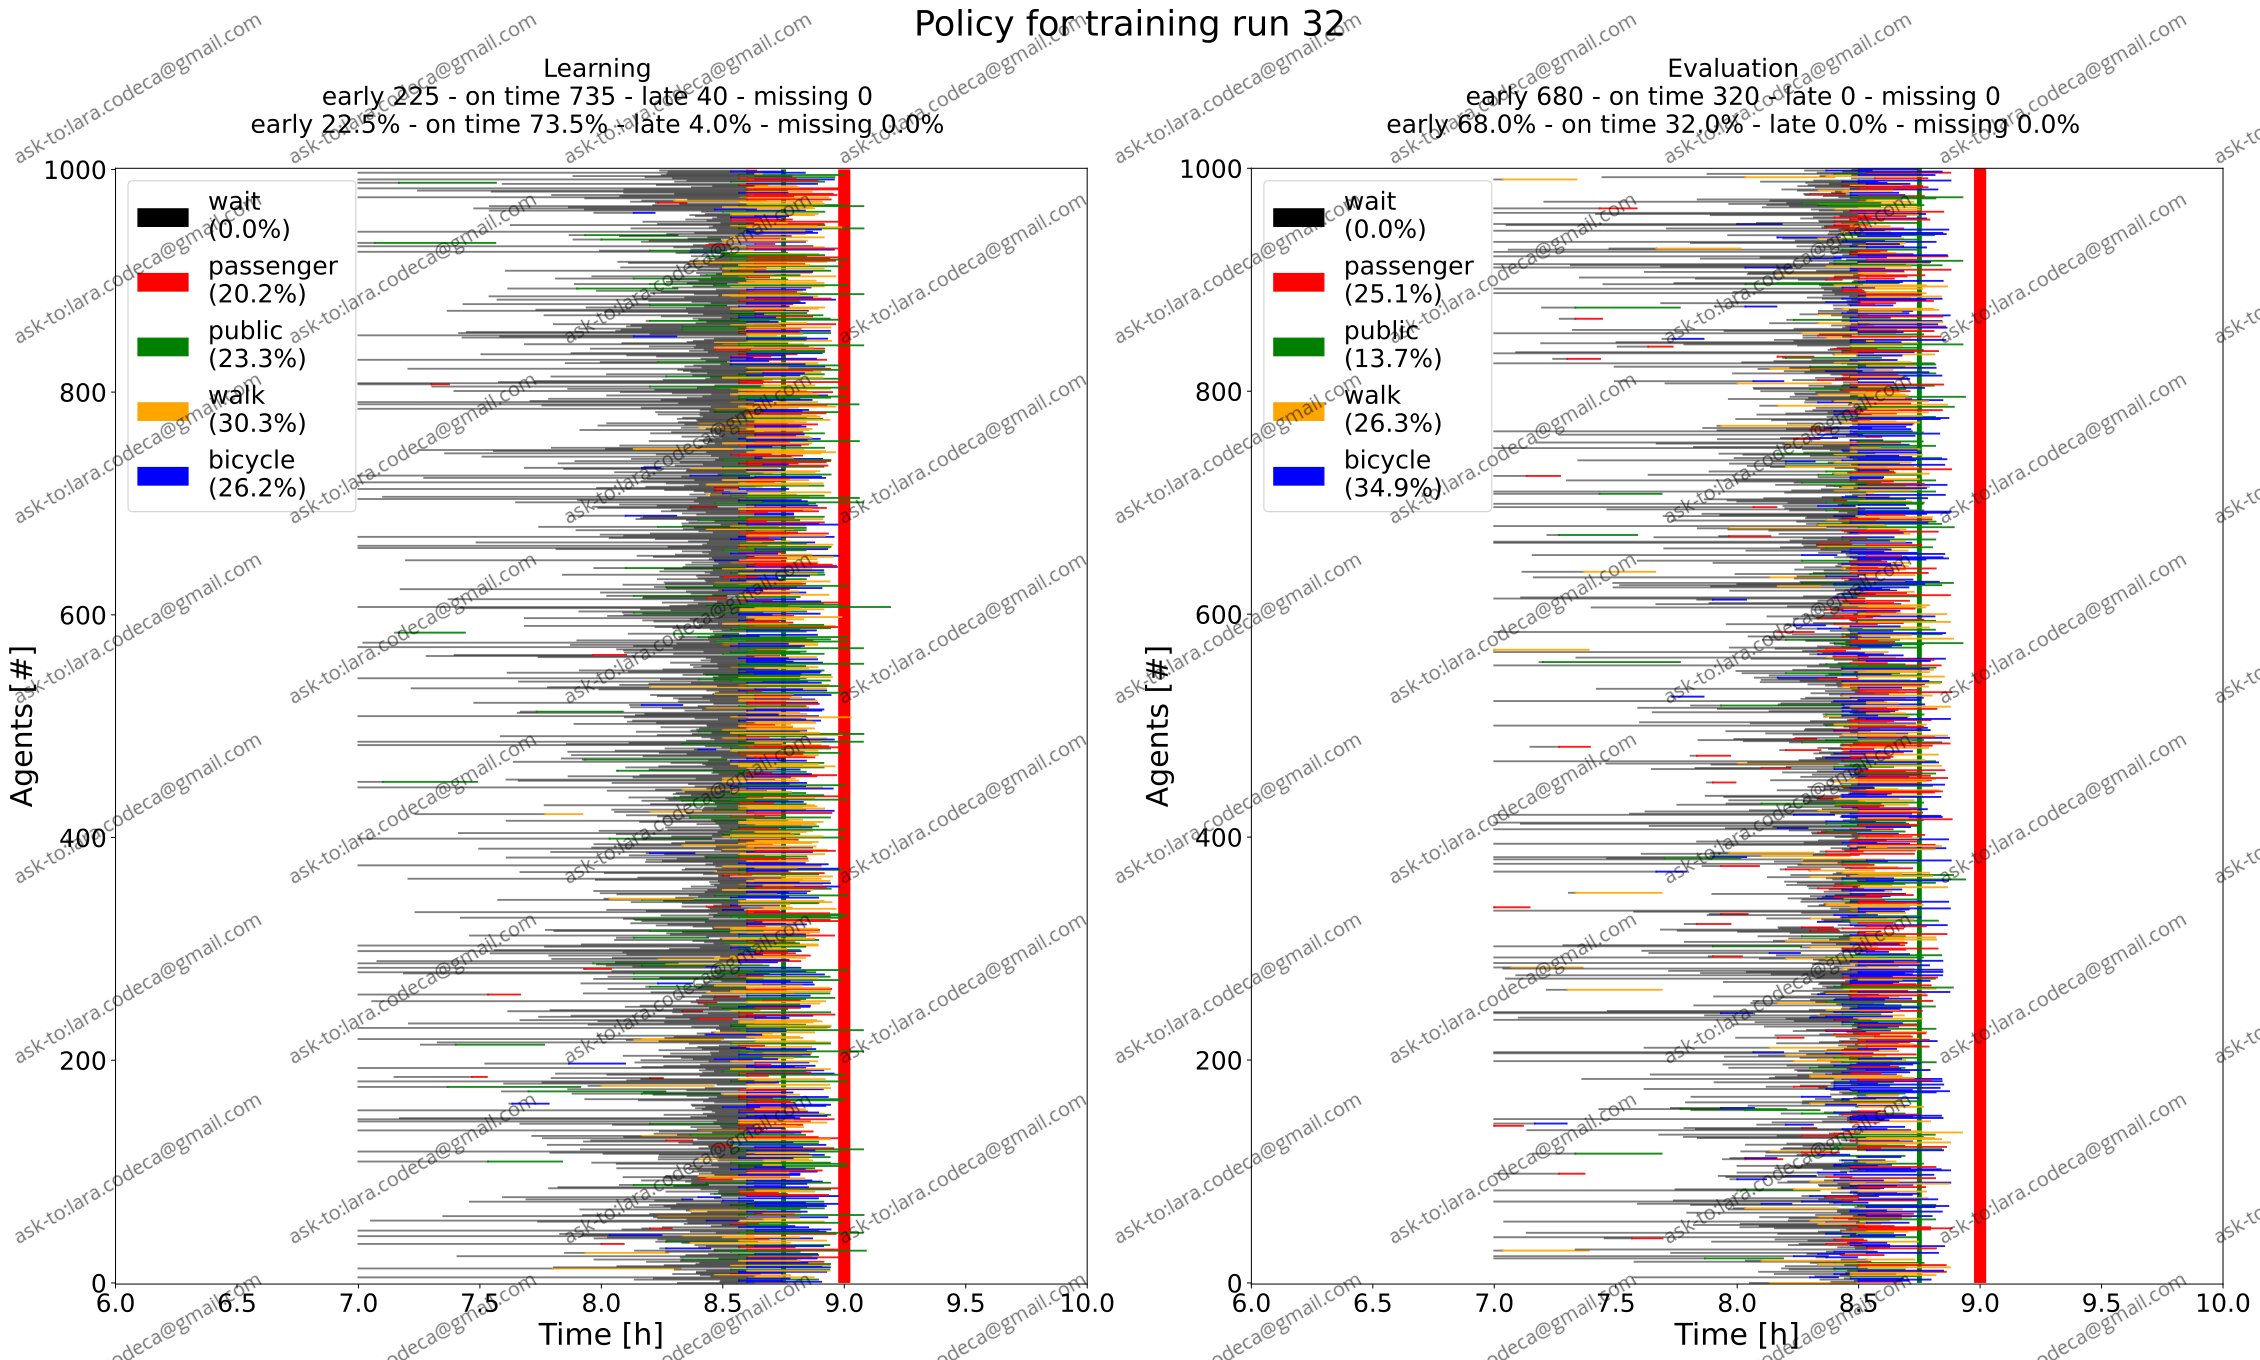 Policy for training run 32
Learning
early 225 - on time 735 - late 40 - missing 0
early 22.5% - on time 73.5% - late 4.0% - missing 0.0%
1000
800
600
400
200
0
Agents [#]
wait
(0.0%)
passenger
(20.2%)
public
(23.3%)
walk
(30.3%)
bicycle
(26.2%)
6.0 6.5 7.0 7.5 8.0 8.5 9.0 9.5 10.0
Time [h]
Evaluation
early 680 - on time 320 - late 0 - missing 0
early 68.0% - on time 32.0% - late 0.0% - missing 0.0%
1000
800
600
400
200
0
Agents [#]
wait
(0.0%)
passenger
(25.1%)
public
(13.7%)
walk
(26.3%)
bicycle
(34.9%)
6.0 6.5 7.0 7.5 8.0 8.5 9.0 9.5 10.0
Time [h]
ask-to:lara.codeca@gmail.com